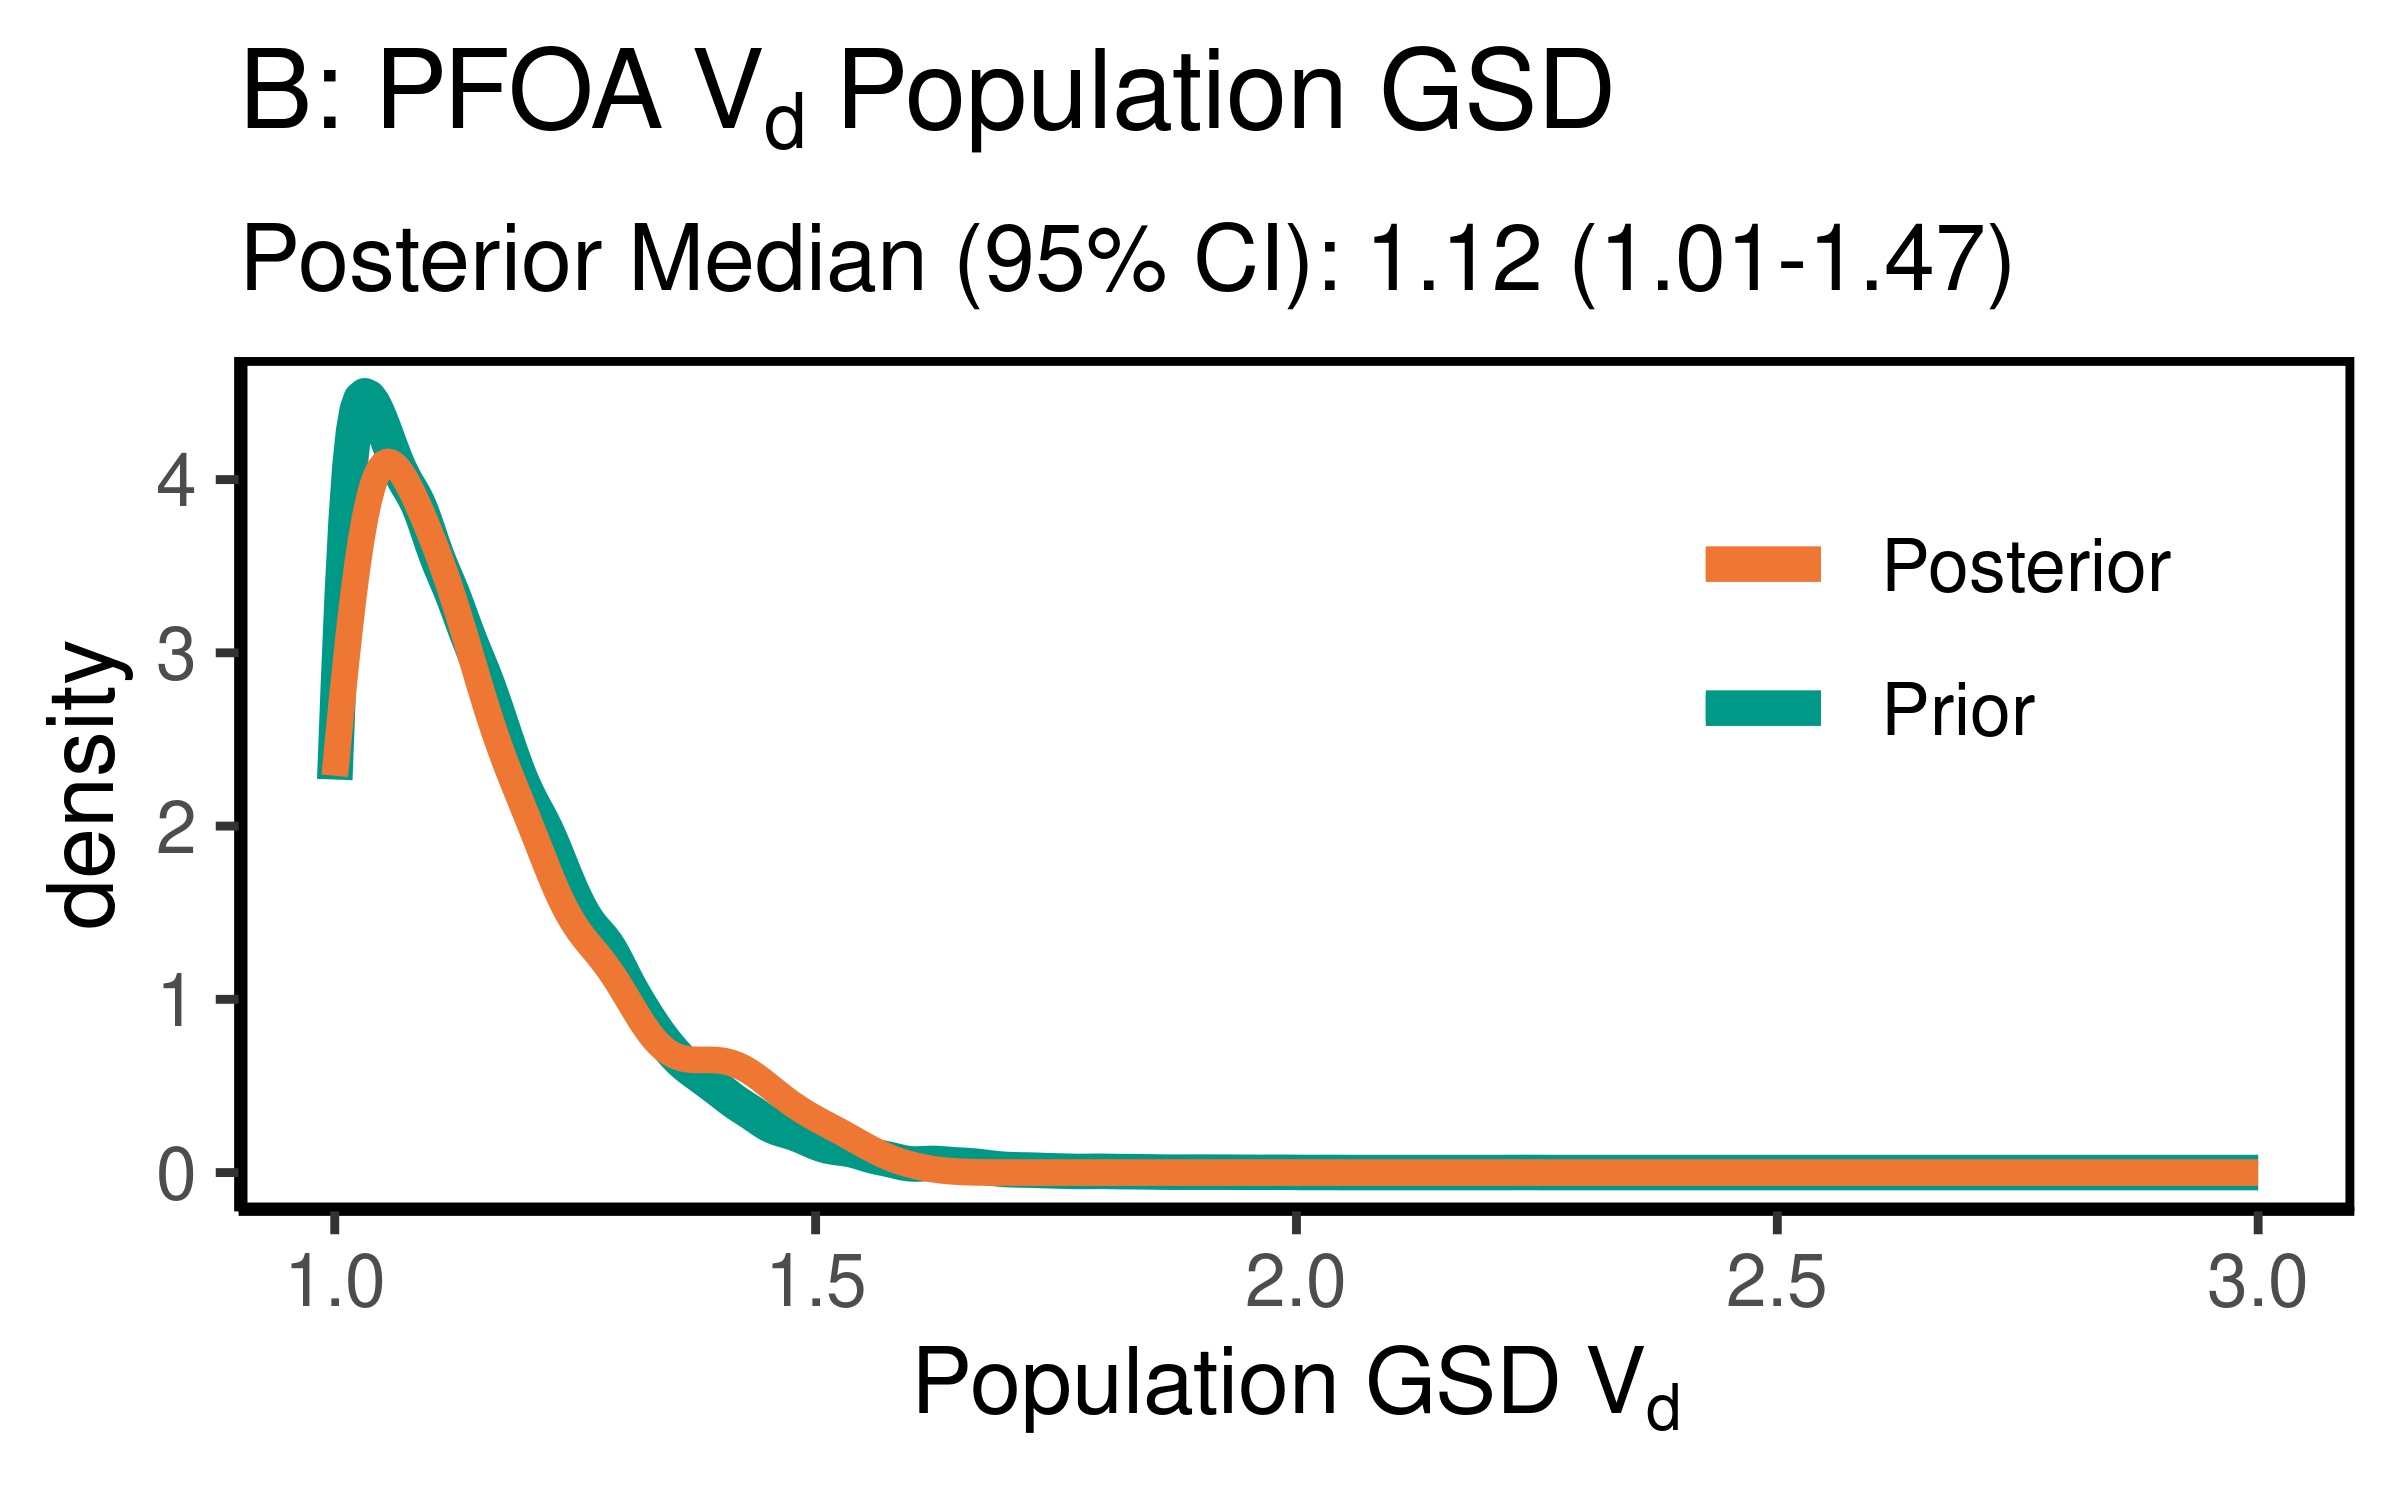 B: PFOA Vd Population GSD
Posterior Median (95% CI): 1.12 (1.01-1.47)
density
4
3
2
1
0
Posterior
Prior
1.0 1.5 2.0 2.5 3.0
Population GSD Vd